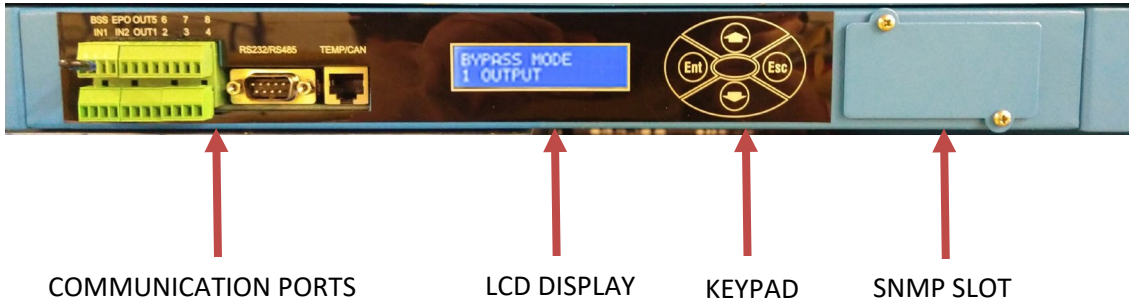 BSS EPO OUT5 6 7 8
IN1 IN2 OUT1 2 3 4
RS232/RS485
TEMP/CAN
BYPASS MODE
1 OUTPUT
Ent
Esc
COMMUNICATION PORTS
LCD DISPLAY
KEYPAD
SNMP SLOT